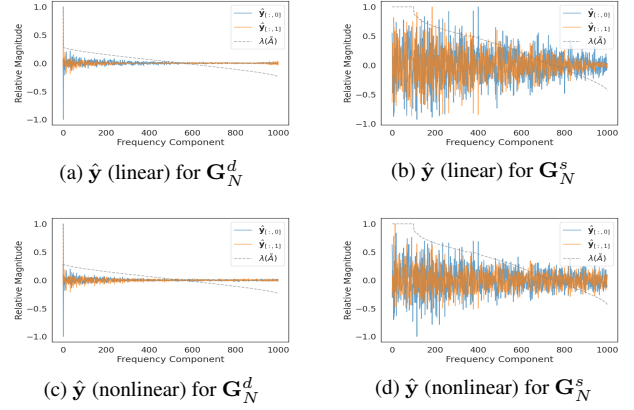 1.0
0.5
0.0
−0.5
−1.0
Relative Magnitude
0 200 400 600 800 1000
Frequency Component
ŷ[:,0]
ŷ[:,1]
λ(Ã)
(a) ŷ (linear) for G_N^d
1.0
0.5
0.0
−0.5
−1.0
Relative Magnitude
0 200 400 600 800 1000
Frequency Component
ŷ[:,0]
ŷ[:,1]
λ(Ã)
(b) ŷ (linear) for G_N^s
1.0
0.5
0.0
−0.5
−1.0
Relative Magnitude
0 200 400 600 800 1000
Frequency Component
ŷ[:,0]
ŷ[:,1]
λ(Ã)
(c) ŷ (nonlinear) for G_N^d
1.0
0.5
0.0
−0.5
−1.0
Relative Magnitude
0 200 400 600 800 1000
Frequency Component
ŷ[:,0]
ŷ[:,1]
λ(Ã)
(d) ŷ (nonlinear) for G_N^s